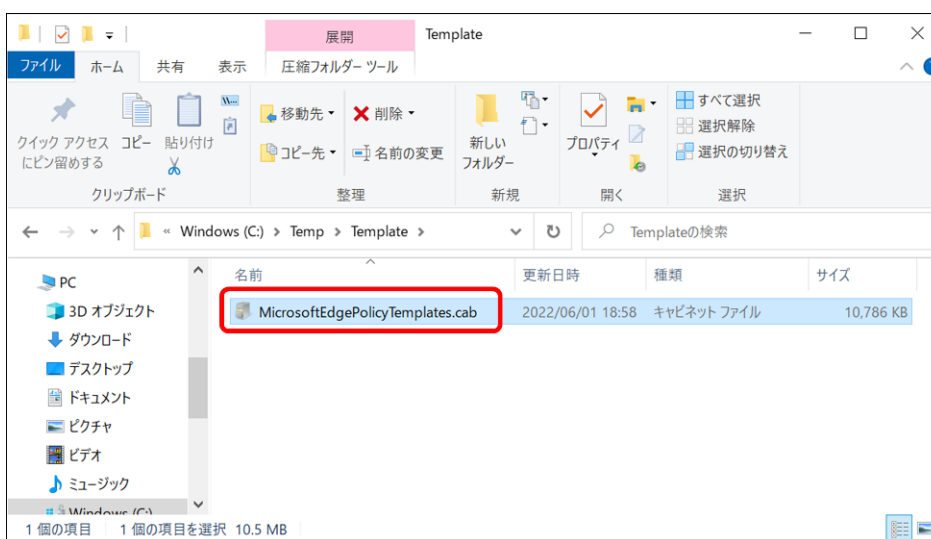 展開
Template
ファイル
ホーム
共有
表示
圧縮フォルダー ツール
クイック アクセス
にピン留めする
コピー
貼り付け
移動先
コピー先
削除
名前の変更
新しい
フォルダー
プロパティ
すべて選択
選択解除
選択の切り替え
クリップボード
整理
新規
開く
選択
« Windows (C:) > Temp > Template >
Templateの検索
名前
更新日時
種類
サイズ
MicrosoftEdgePolicyTemplates.cab
2022/06/01 18:58
キャビネット ファイル
10,786 KB
PC
3D オブジェクト
ダウンロード
デスクトップ
ドキュメント
ピクチャ
ビデオ
ミュージック
Windows (C:)
1 個の項目
1 個の項目を選択 10.5 MB